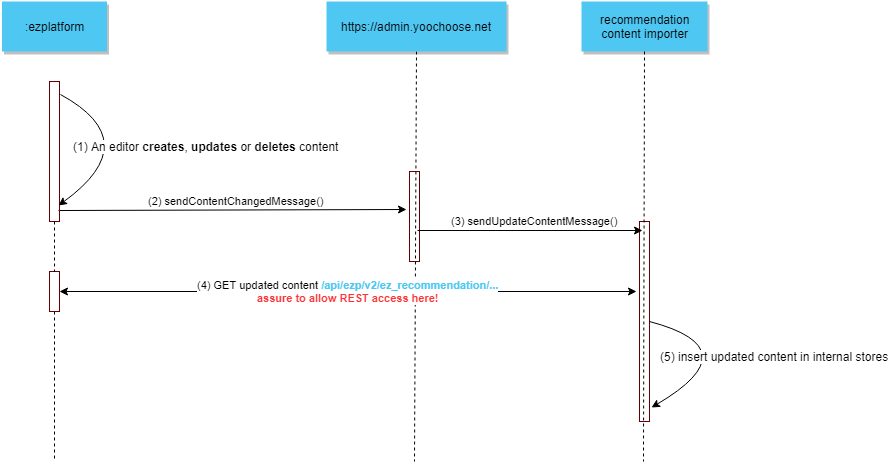 :ezplatform
https://admin.yoochoose.net
recommendation
content importer
(1) An editor creates, updates or deletes content
(2) sendContentChangedMessage()
(3) sendUpdateContentMessage()
(4) GET updated content /api/ezp/v2/ez_recommendation/...
assure to allow REST access here!
(5) insert updated content in internal stores